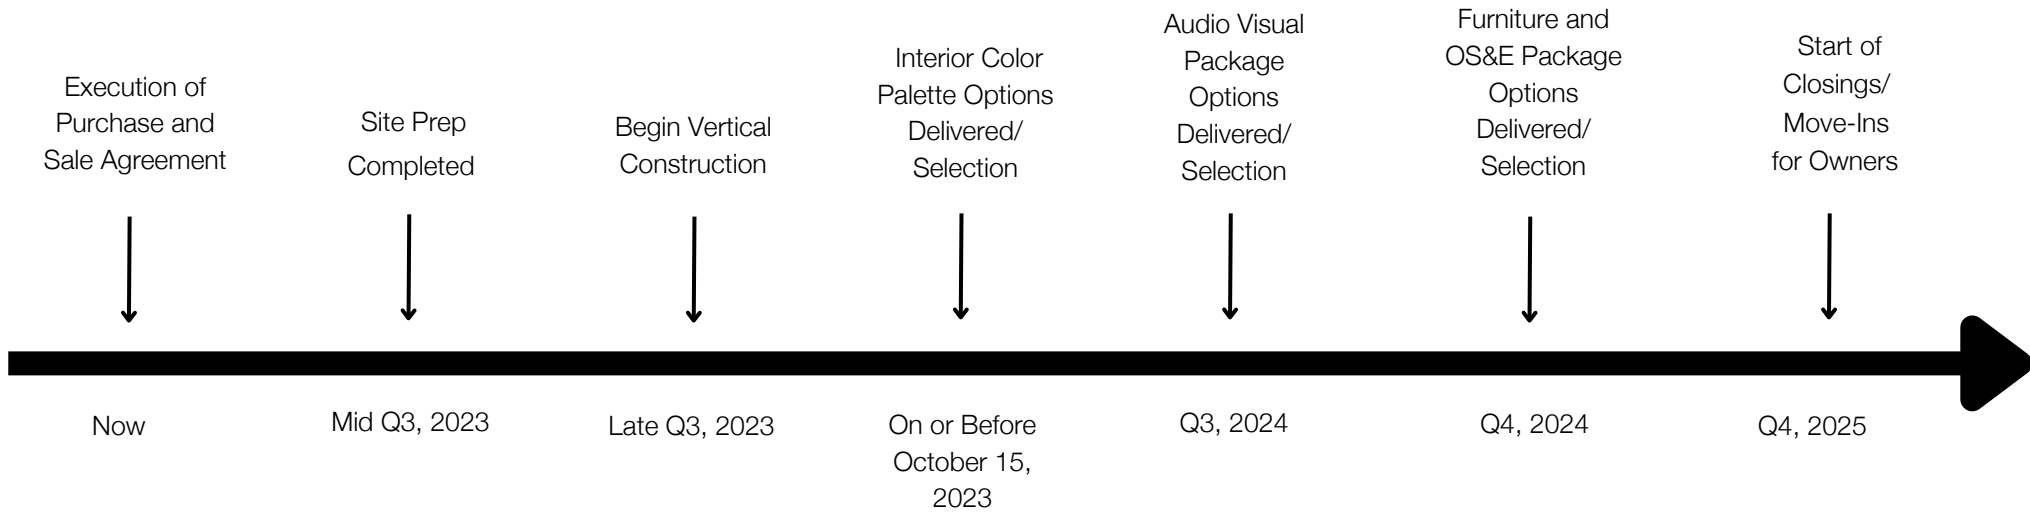 Execution of
Purchase and
Sale Agreement
Site Prep
Completed
Begin Vertical
Construction
Interior Color
Palette Options
Delivered/
Selection
Audio Visual
Package
Options
Delivered/
Selection
Furniture and
OS&E Package
Options
Delivered/
Selection
Start of
Closings/
Move-Ins
for Owners
Now
Mid Q3, 2023
Late Q3, 2023
On or Before
October 15,
2023
Q3, 2024
Q4, 2024
Q4, 2025